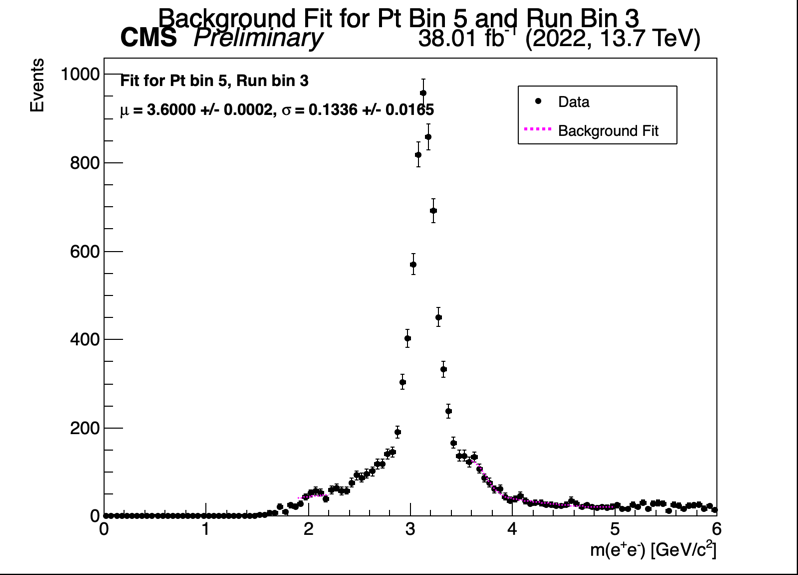 Background Fit for Pt Bin 5 and Run Bin 3
CMS Preliminary 38.01 fb⁻¹ (2022, 13.7 TeV)
Events
1000
800
600
400
200
0
Fit for Pt bin 5, Run bin 3
μ = 3.6000 +/- 0.0002, σ = 0.1336 +/- 0.0165
Data
Background Fit
0 1 2 3 4 5 6
m(e⁺e⁻) [GeV/c²]